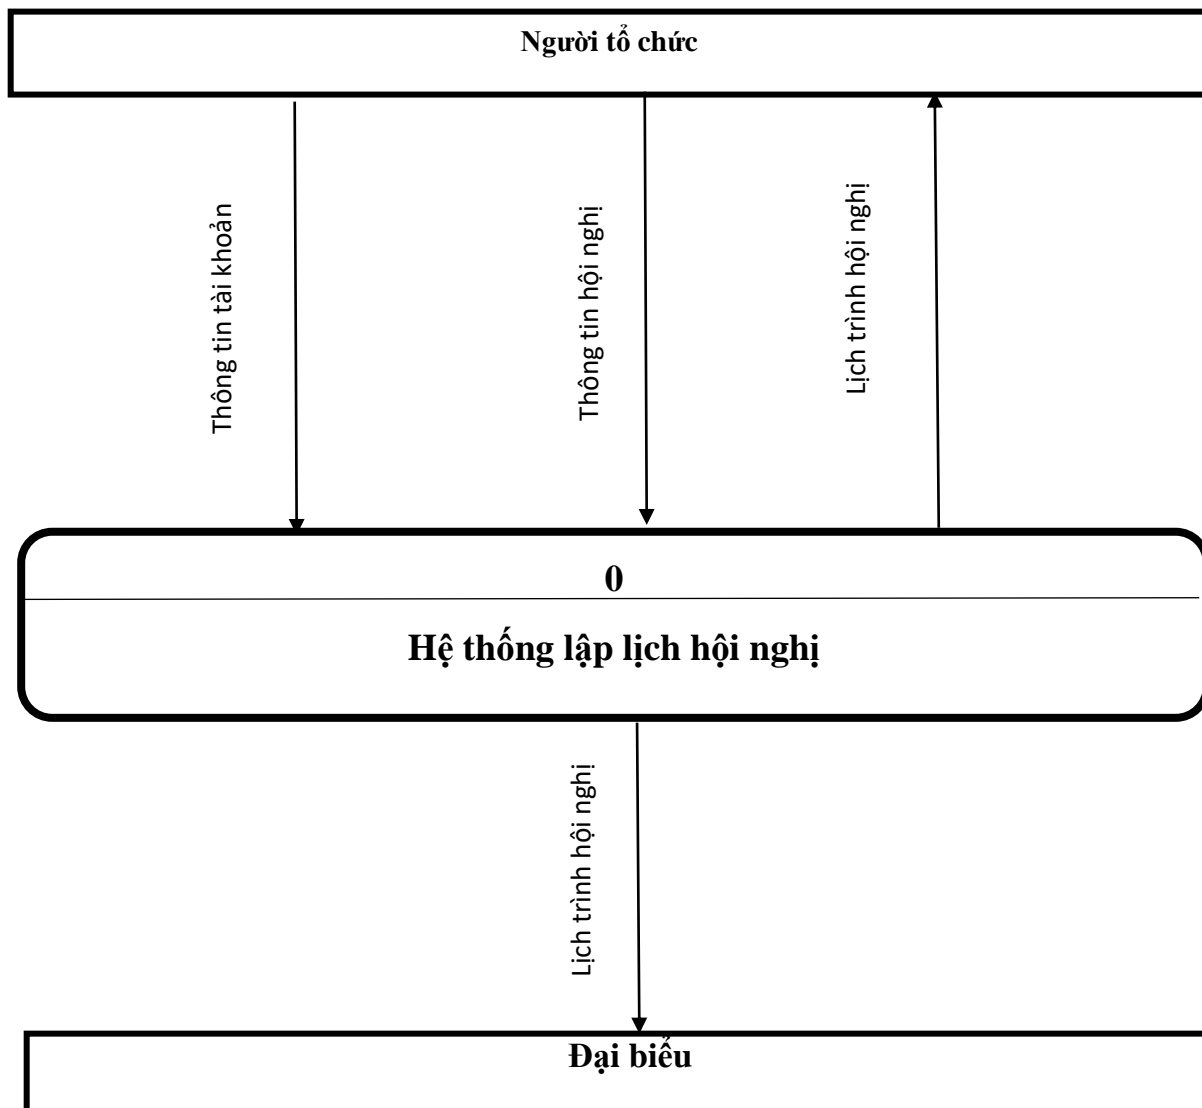 Người tổ chức
Thông tin tài khoản
Thông tin hội nghị
Lịch trình hội nghị
0
Hệ thống lập lịch hội nghị
Lịch trình hội nghị
Đại biểu